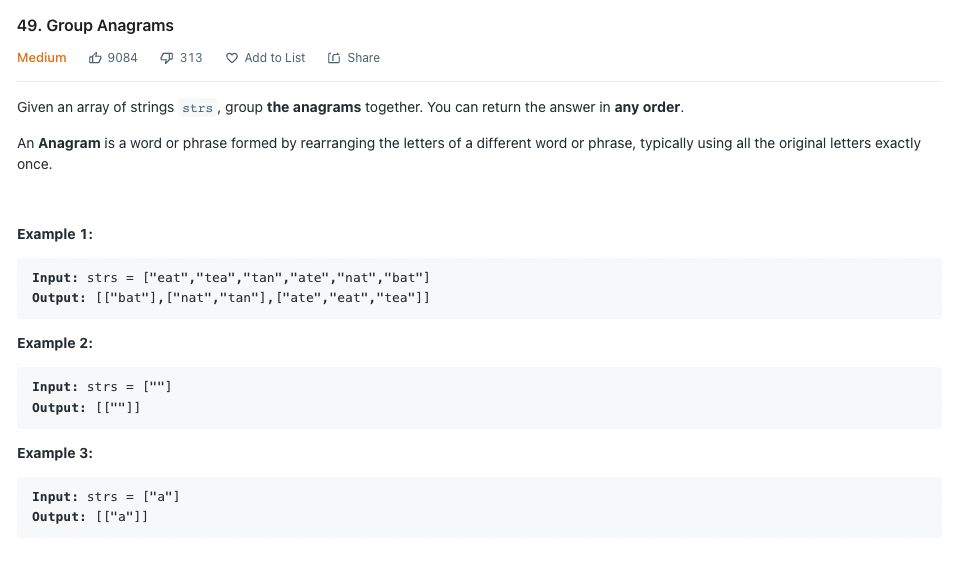 49. Group Anagrams
Medium 9084 313 Add to List Share
Given an array of strings strs, group the anagrams together. You can return the answer in any order.
An Anagram is a word or phrase formed by rearranging the letters of a different word or phrase, typically using all the original letters exactly
once.
Example 1:
Input: strs = ["eat","tea","tan","ate","nat","bat"]
Output: [["bat"],["nat","tan"],["ate","eat","tea"]]
Example 2:
Input: strs = [""]
Output: [[""]]
Example 3:
Input: strs = ["a"]
Output: [["a"]]